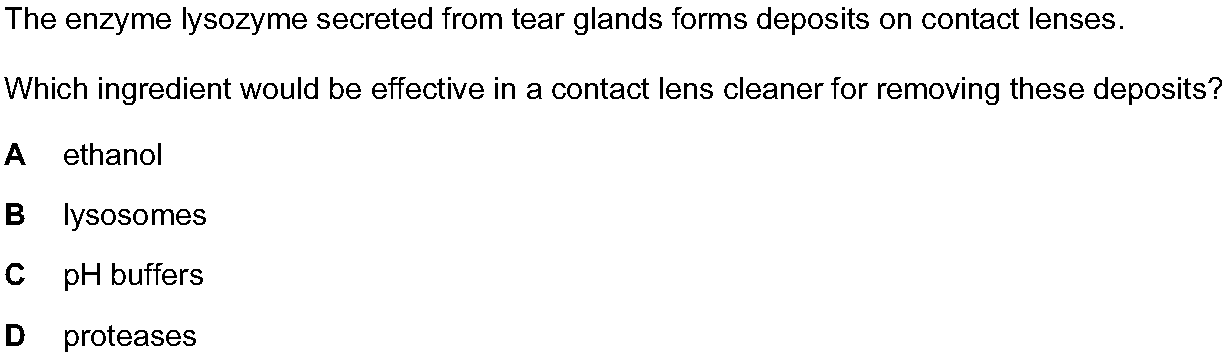 The enzyme lysozyme secreted from tear glands forms deposits on contact lenses.
Which ingredient would be effective in a contact lens cleaner for removing these deposits?
A ethanol
B lysosomes
C pH buffers
D proteases